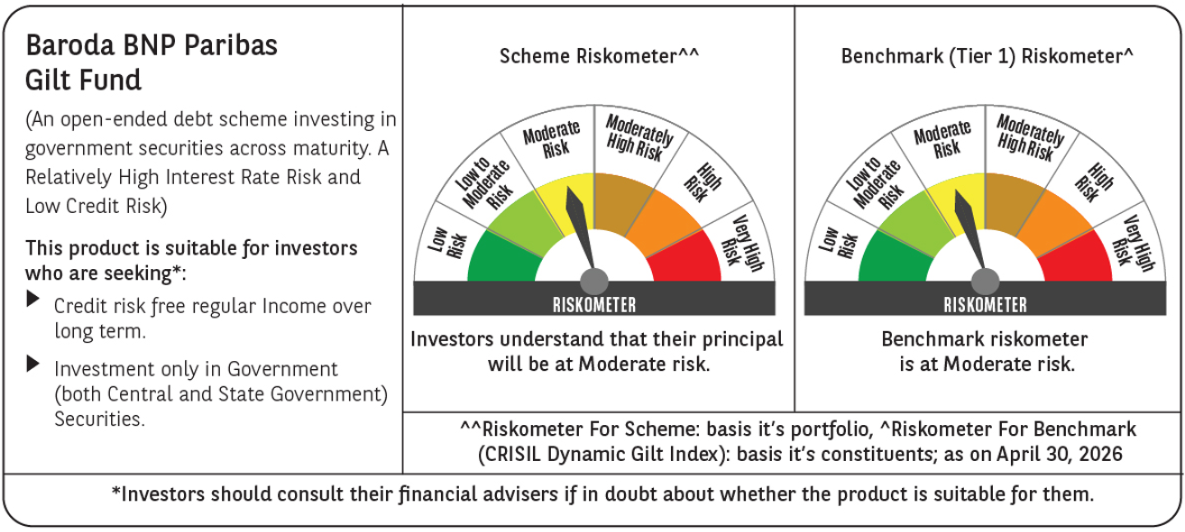 Baroda BNP Paribas
Gilt Fund
(An open-ended debt scheme investing in
government securities across maturity. A
Relatively High Interest Rate Risk and
Low Credit Risk)
This product is suitable for investors
who are seeking*:
Credit risk free regular Income over
long term.
Investment only in Government
(both Central and State Government)
Securities.
Scheme Riskometer^^
Low
Risk
Low to
Moderate
Risk
Moderate
Risk
Moderately
High Risk
High
Risk
Very High
Risk
RISKOMETER
Investors understand that their principal
will be at Moderate risk.
Benchmark (Tier 1) Riskometer^
Low
Risk
Low to
Moderate
Risk
Moderate
Risk
Moderately
High Risk
High
Risk
Very High
Risk
RISKOMETER
Benchmark riskometer
is at Moderate risk.
^^Riskometer For Scheme: basis it's portfolio, ^Riskometer For Benchmark
(CRISIL Dynamic Gilt Index): basis it's constituents; as on April 30, 2026
*Investors should consult their financial advisers if in doubt about whether the product is suitable for them.